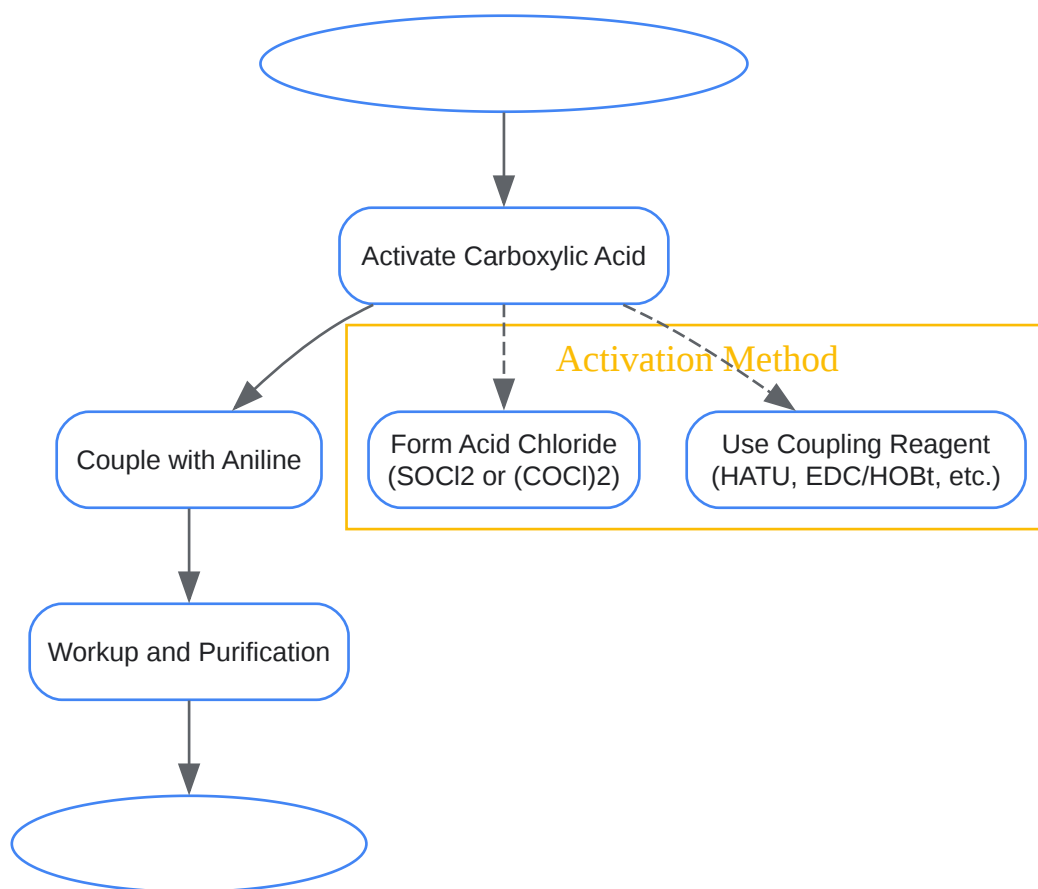 Activate Carboxylic Acid
Activation Method
Couple with Aniline
Form Acid Chloride
(SOCl2 or (COCl)2)
Use Coupling Reagent
(HATU, EDC/HOBt, etc.)
Workup and Purification